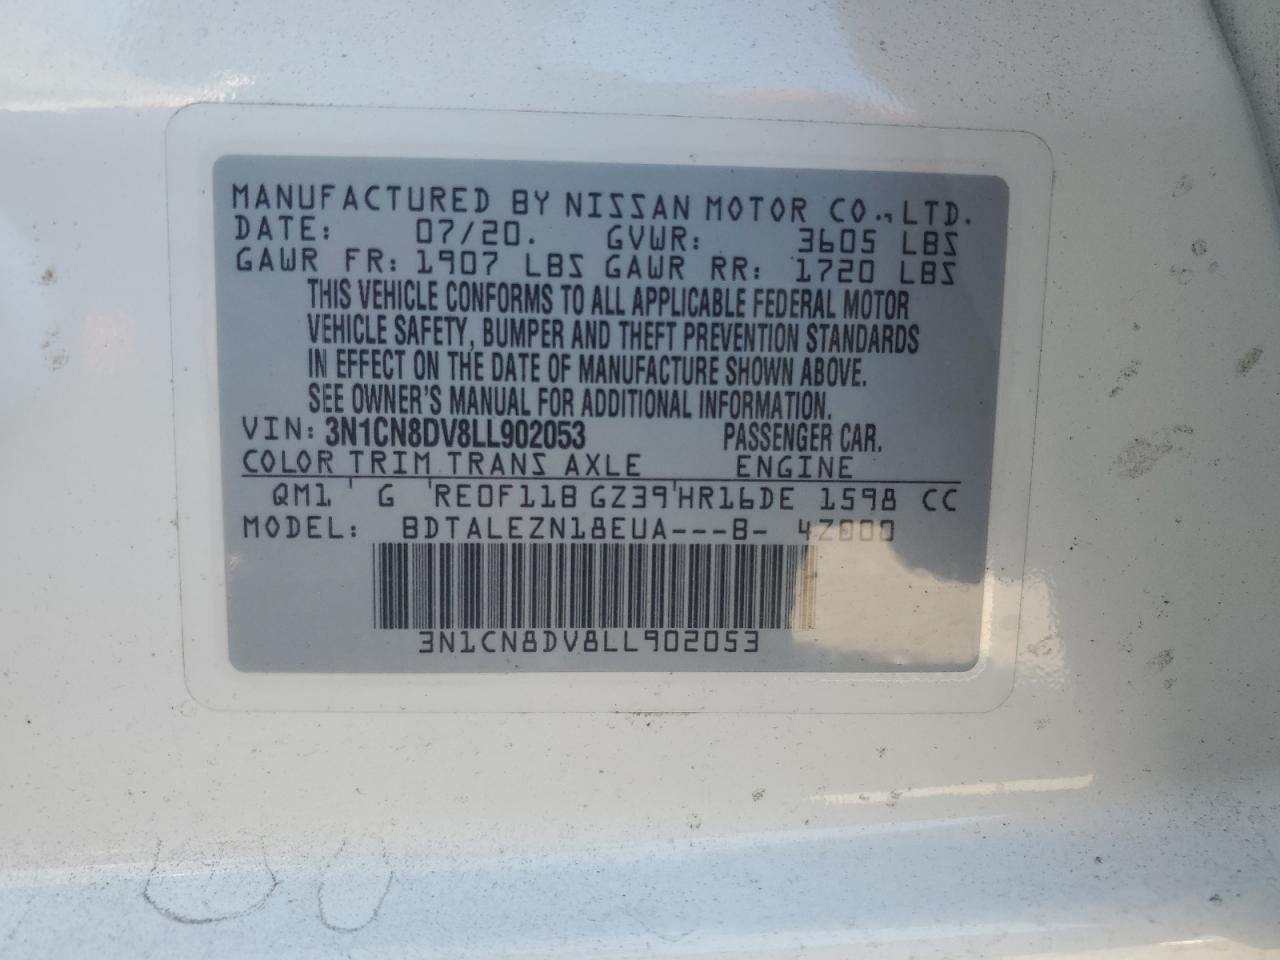 MANUFACTURED BY NISSAN MOTOR CO., LTD.
DATE: 07/20. GVWR: 3605 LBS
GAWR FR: 1907 LBS GAWR RR: 1720 LBS
THIS VEHICLE CONFORMS TO ALL APPLICABLE FEDERAL MOTOR
VEHICLE SAFETY, BUMPER AND THEFT PREVENTION STANDARDS
IN EFFECT ON THE DATE OF MANUFACTURE SHOWN ABOVE.
SEE OWNER'S MANUAL FOR ADDITIONAL INFORMATION.
VIN: 3N1CN8DV8LL902053 PASSENGER CAR.
COLOR TRIM TRANS AXLE ENGINE
QM1 ' G ' RE0F11B GZ39 ' HR16DE 1598 CC
MODEL: BDTALEZN18EUA---B- 4Z000
3N1CN8DV8LL902053